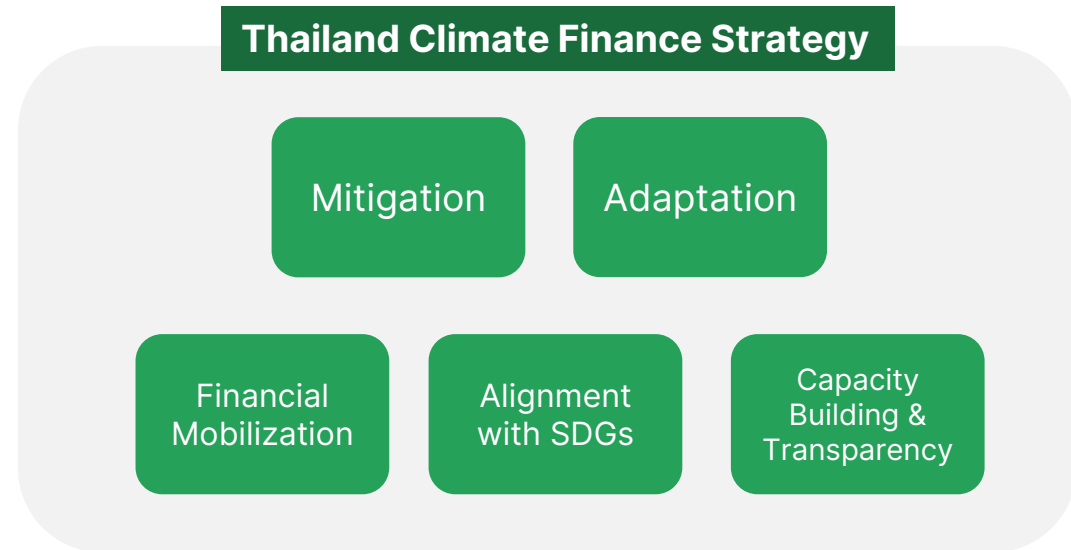 Thailand Climate Finance Strategy
Mitigation
Adaptation
Financial
Mobilization
Alignment
with SDGs
Capacity
Building &
Transparency